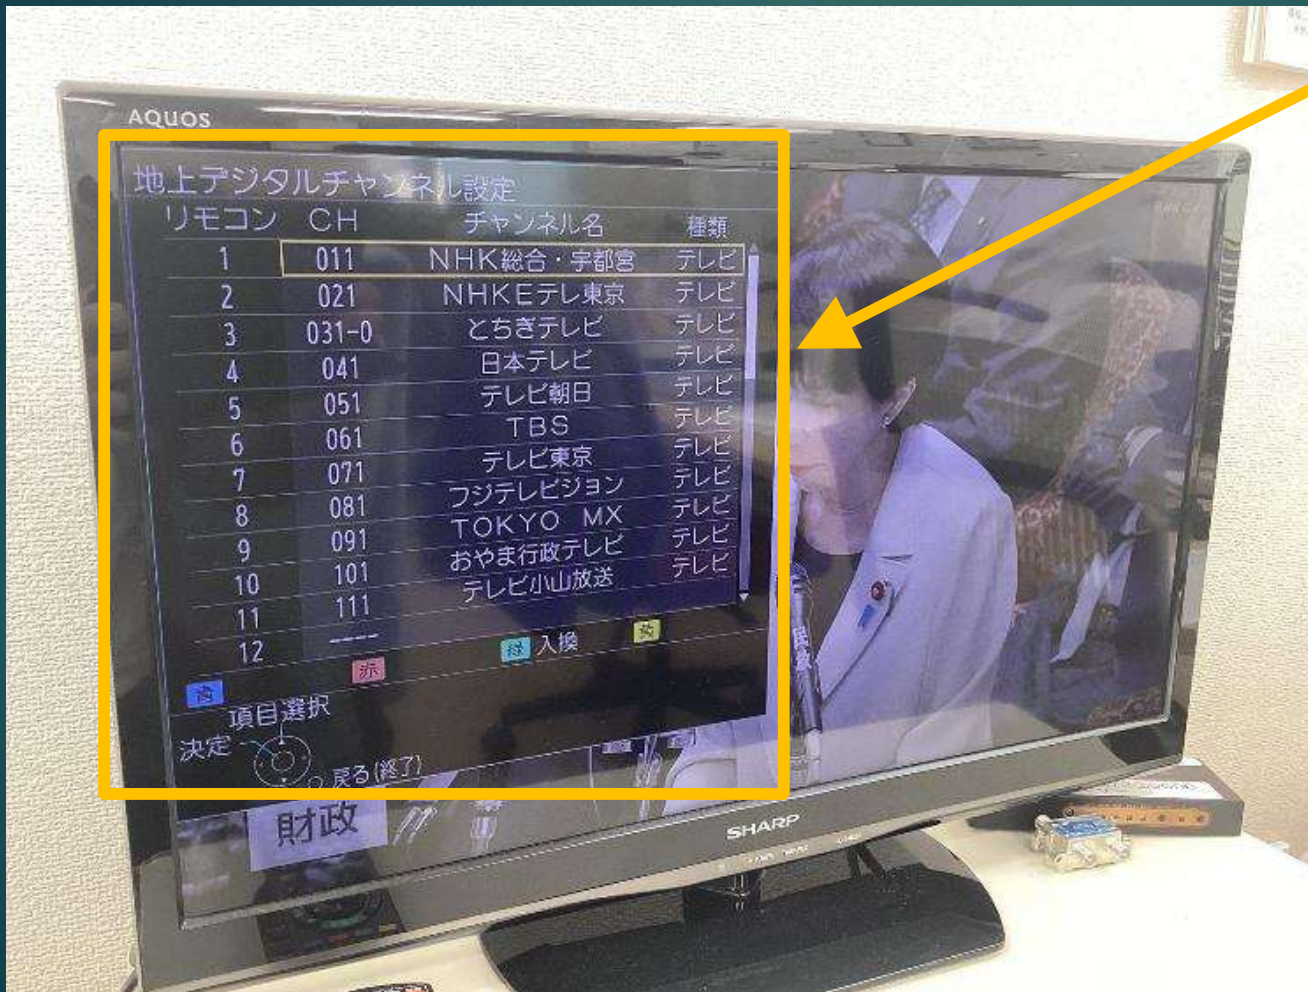 AQUOS
地上デジタルチャンネル設定
リモコン CH チャンネル名 種類
1 011 NHK総合・宇都宮 テレビ
2 021 NHKEテレ東京 テレビ
3 031-0 とちぎテレビ テレビ
4 041 日本テレビ テレビ
5 051 テレビ朝日 テレビ
6 061 TBS テレビ
7 071 テレビ東京 テレビ
8 081 フジテレビジョン テレビ
9 091 TOKYO MX テレビ
10 101 おやま行政テレビ テレビ
11 111 テレビ小山放送 テレビ
12 ----
青 赤 緑 入換 黄
項目選択
決定
戻る(終了)
財政
SHARP